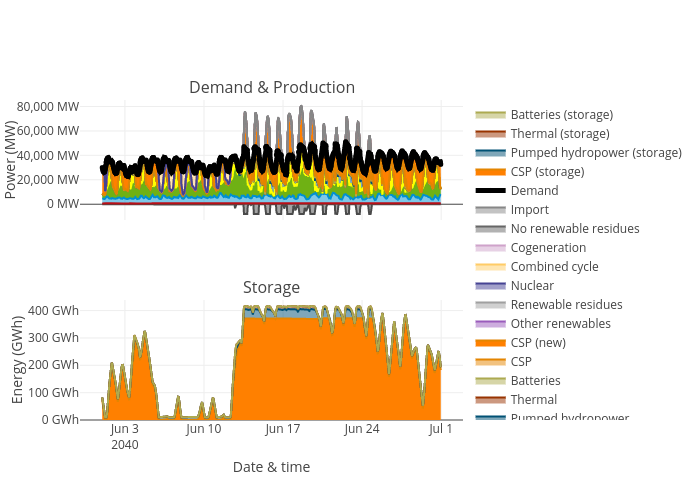 Demand & Production
Power (MW)
80,000 MW
60,000 MW
40,000 MW
20,000 MW
0 MW
Storage
Energy (GWh)
400 GWh
300 GWh
200 GWh
100 GWh
0 GWh
Jun 3
2040
Jun 10
Jun 17
Jun 24
Jul 1
Date & time
Batteries (storage)
Thermal (storage)
Pumped hydropower (storage)
CSP (storage)
Demand
Import
No renewable residues
Cogeneration
Combined cycle
Nuclear
Renewable residues
Other renewables
CSP (new)
CSP
Batteries
Thermal
Pumped hydropower